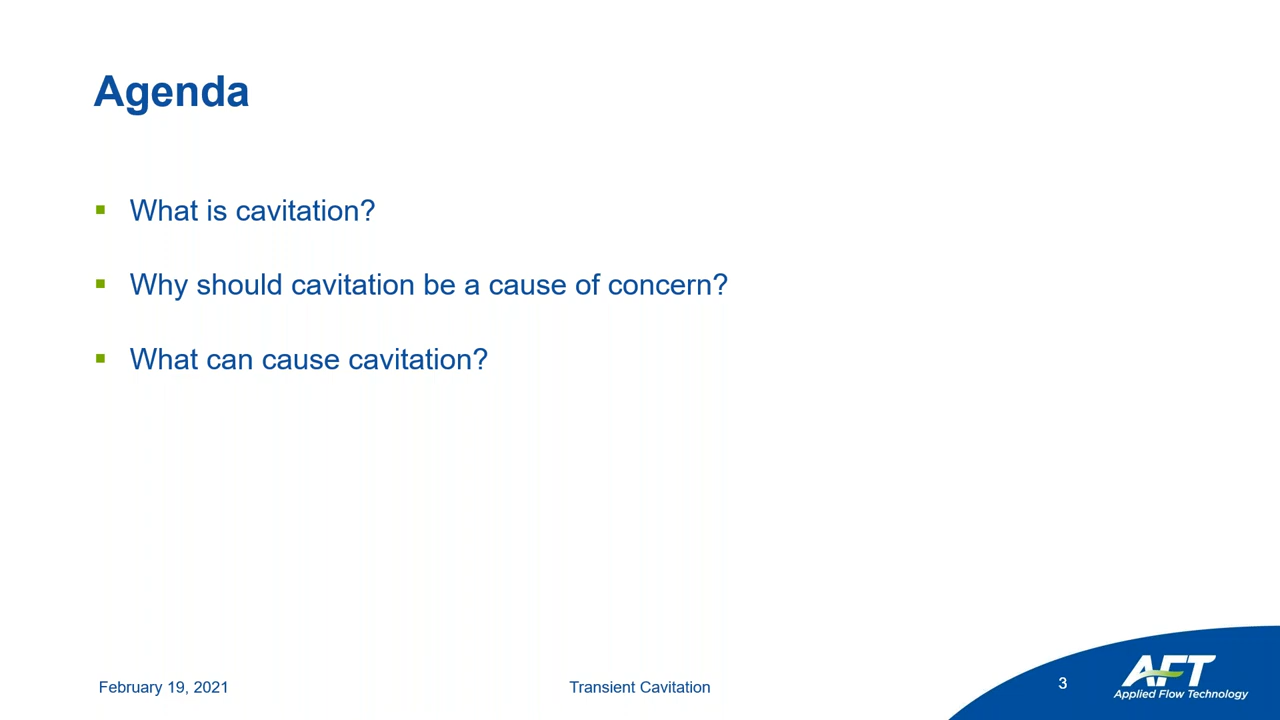 Agenda
What is cavitation?
Why should cavitation be a cause of concern?
What can cause cavitation?
February 19, 2021
Transient Cavitation
3
AFT
Applied Flow Technology